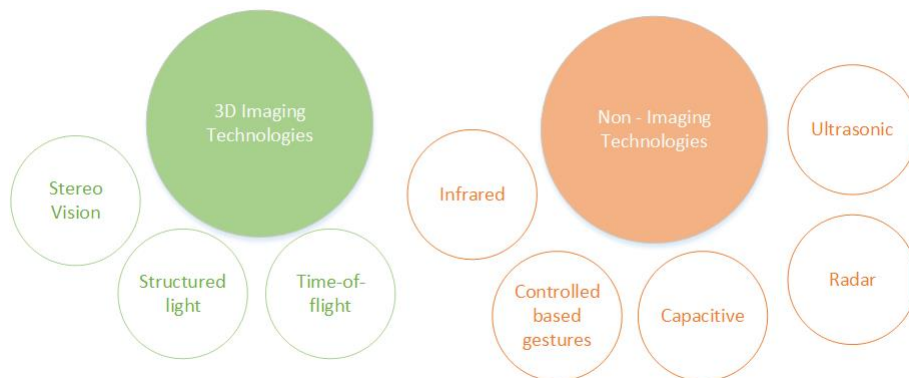 3D Imaging
Technologies
Stereo
Vision
Structured
light
Time-of-
flight
Non - Imaging
Technologies
Infrared
Controlled
based
gestures
Capacitive
Ultrasonic
Radar